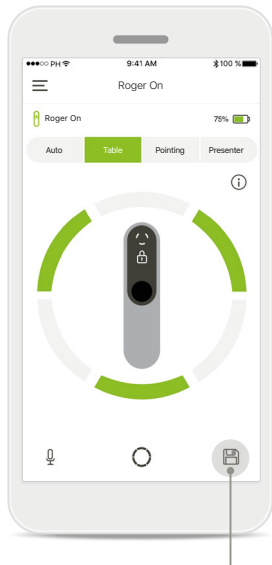 PH 9:41 AM 100 %
Roger On
Roger On 75%
Auto Table Pointing Presenter